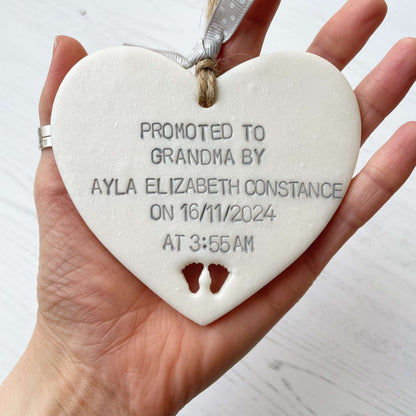 PROMOTED TO
GRANDMA BY
AYLA ELIZABETH CONSTANCE
ON 16/11/2024
AT 3:55AM